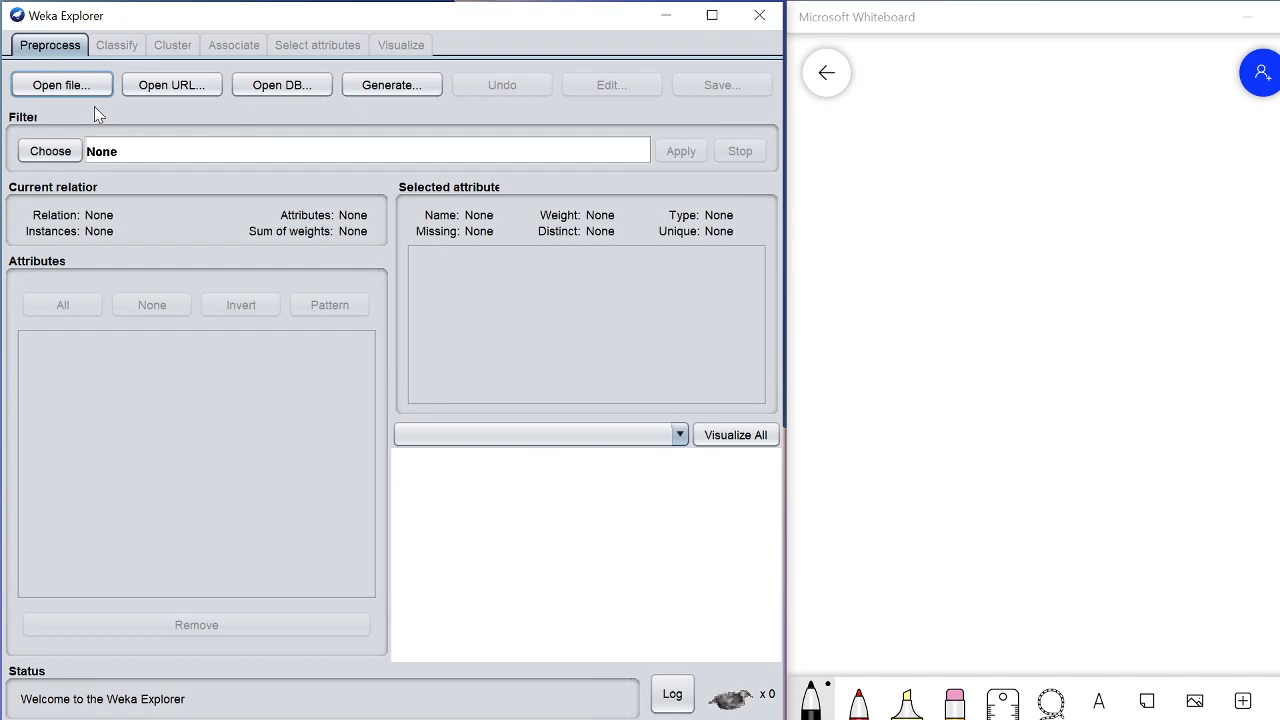 Weka Explorer
Microsoft Whiteboard
Preprocess Classify Cluster Associate Select attributes Visualize
Open file... Open URL... Open DB... Generate... Undo Edit... Save...
Filter
Choose None Apply Stop
Current relation
Relation: None Attributes: None
Instances: None Sum of weights: None
Selected attribute
Name: None Weight: None Type: None
Missing: None Distinct: None Unique: None
Attributes
All None Invert Pattern
Visualize All
Remove
Status
Welcome to the Weka Explorer
Log
x 0
A